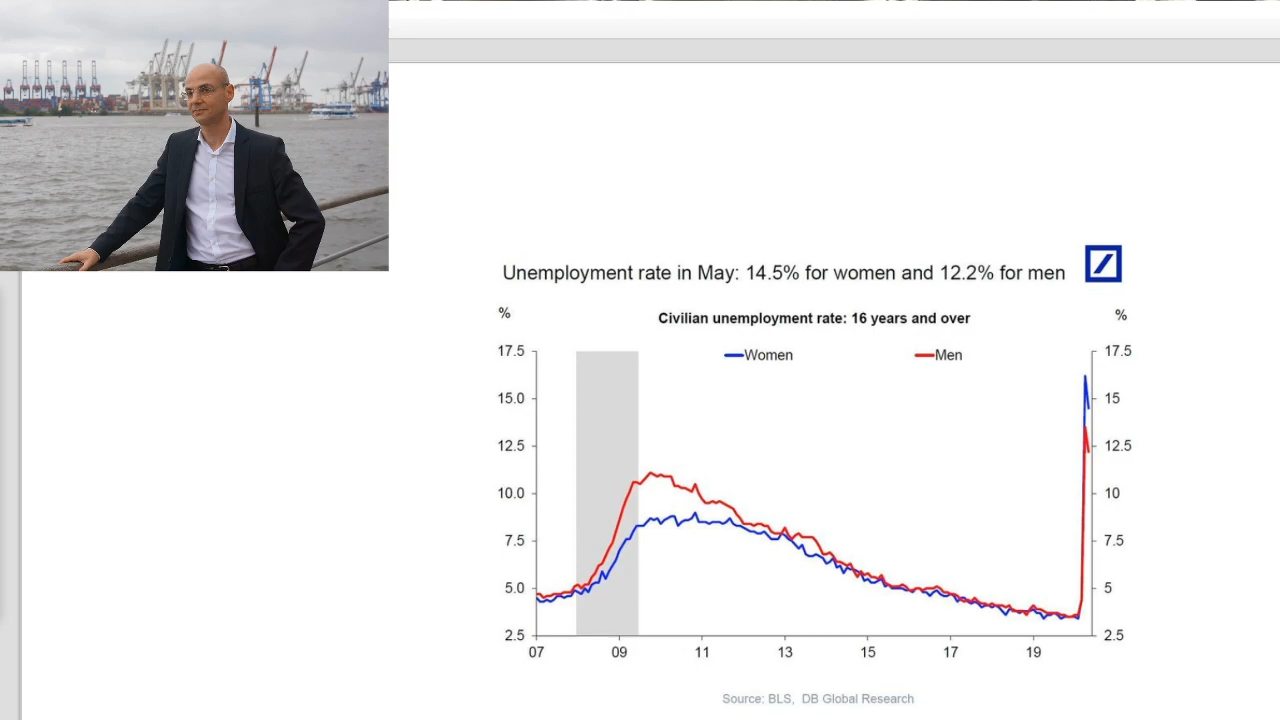 Unemployment rate in May: 14.5% for women and 12.2% for men
% %
Civilian unemployment rate: 16 years and over
Women Men
17.5 17.5
15.0 15
12.5 12.5
10.0 10
7.5 7.5
5.0 5
2.5 2.5
07 09 11 13 15 17 19
Source: BLS, DB Global Research